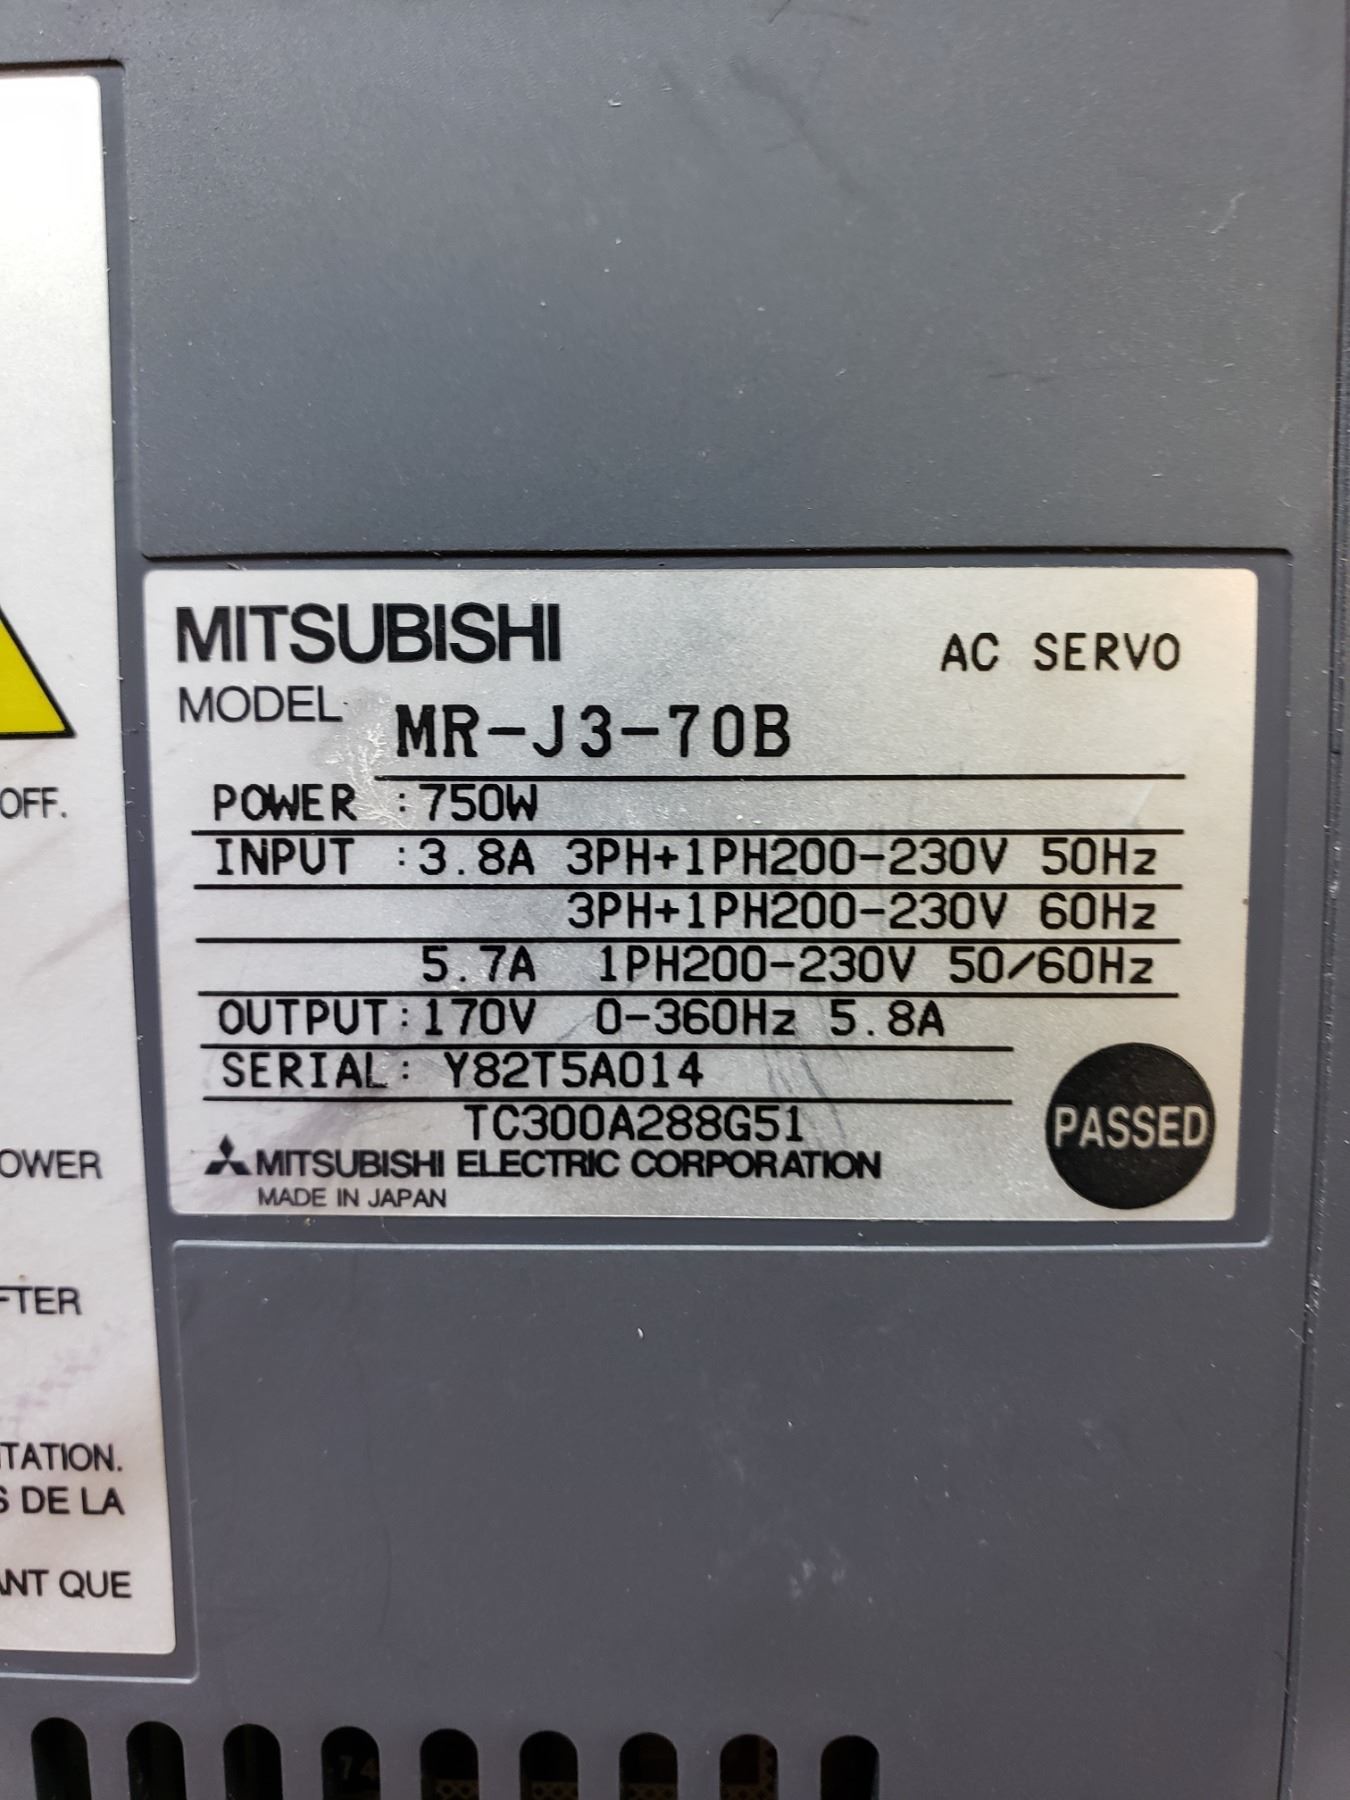 MITSUBISHI
AC SERVO
MODEL MR-J3-70B
POWER :750W
INPUT :3.8A 3PH+1PH200-230V 50Hz
3PH+1PH200-230V 60Hz
5.7A 1PH200-230V 50/60Hz
OUTPUT:170V 0-360Hz 5.8A
SERIAL: Y82T5A014
TC300A288G51
PASSED
MITSUBISHI ELECTRIC CORPORATION
MADE IN JAPAN
OFF.
OWER
FTER
TATION.
S DE LA
ANT QUE
74